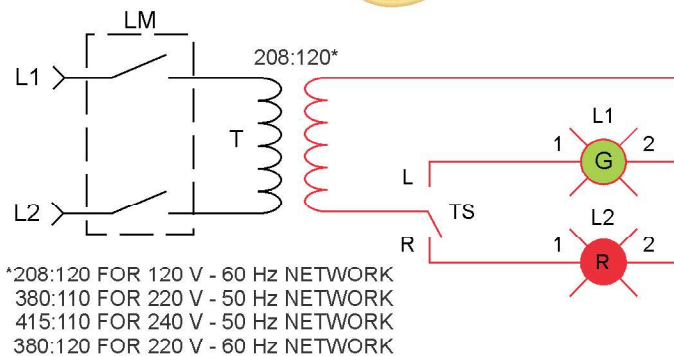 LM
208:120*
L1
T
L1
1
2
G
L
TS
L2
L2
R
1
2
R
*208:120 FOR 120 V - 60 Hz NETWORK
380:110 FOR 220 V - 50 Hz NETWORK
415:110 FOR 240 V - 50 Hz NETWORK
380:120 FOR 220 V - 60 Hz NETWORK